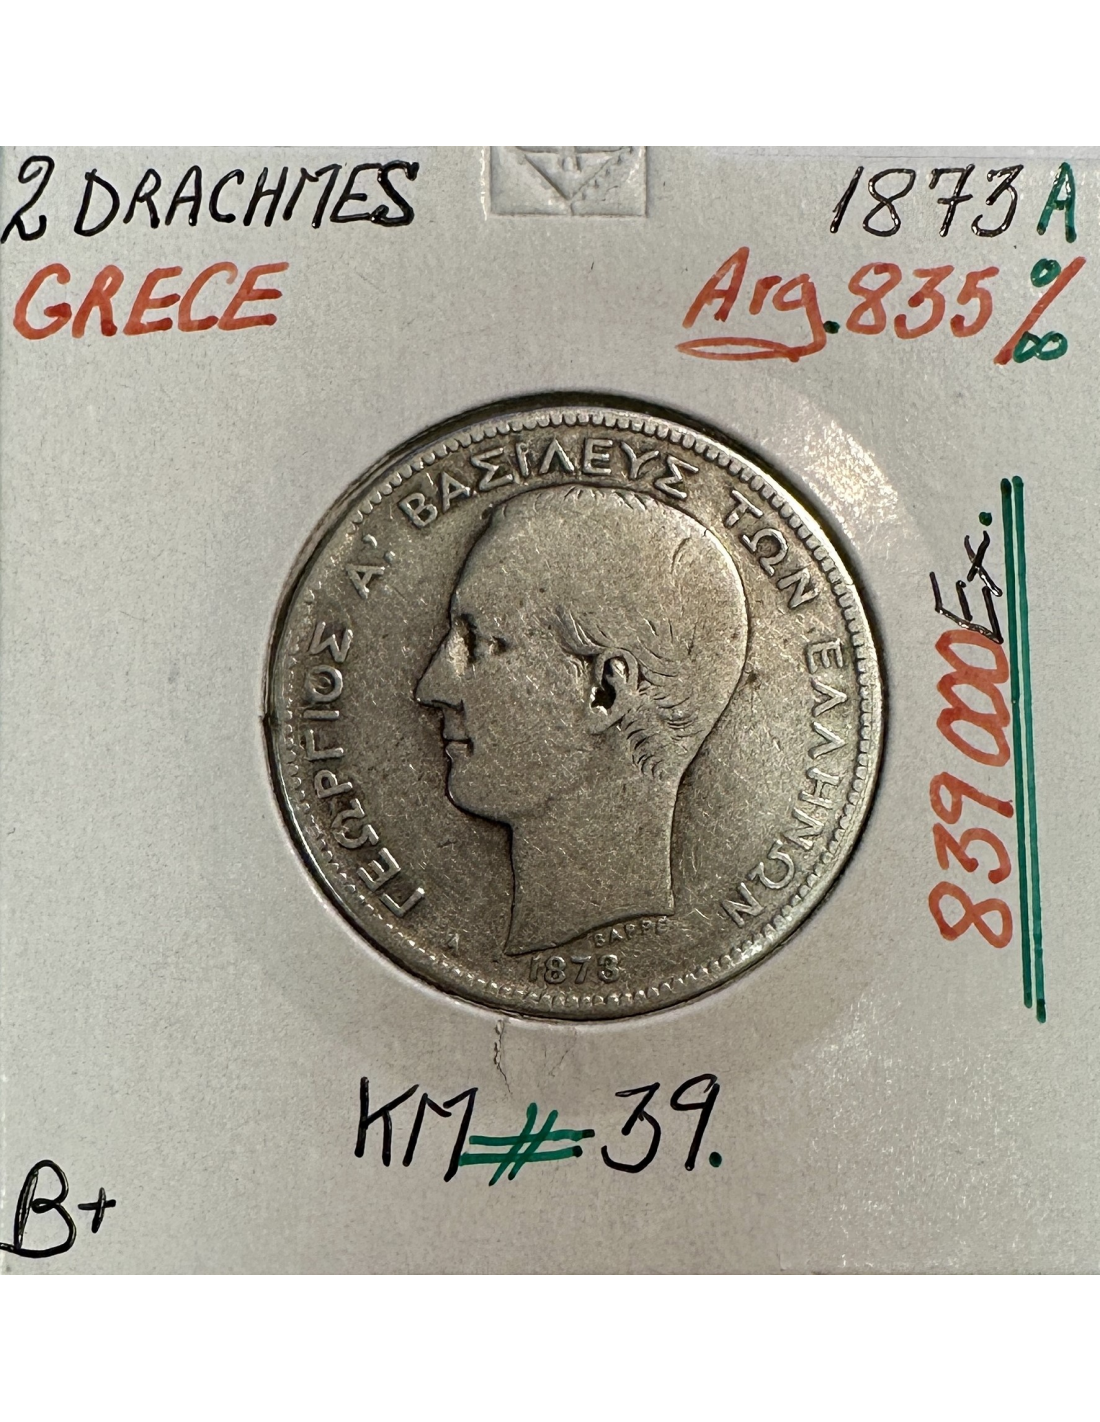 2 DRACHMES
1873 A
GRECE
Arg. 835 ‰
ΓΕΩΡΓΙΟΣ Α' ΒΑΣΙΛΕΥΣ ΤΩΝ ΕΛΛΗΝΩΝ
BARRE
A
1873
839 000 Ex.
KM # 39.
B+